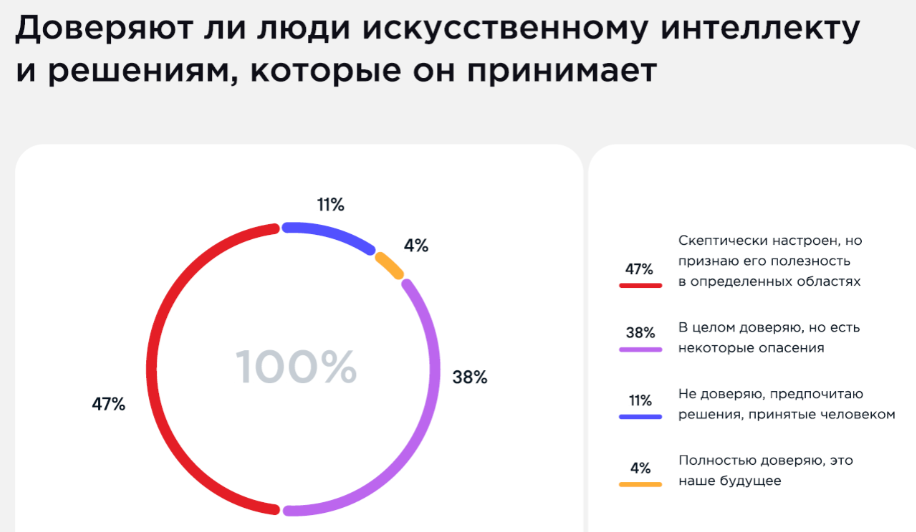 Доверяют ли люди искусственному интеллекту
и решениям, которые он принимает
11%
4%
100%
38%
47%
47%
Скептически настроен, но
признаю его полезность
в определенных областях
38%
В целом доверяю, но есть
некоторые опасения
11%
Не доверяю, предпочитаю
решения, принятые человеком
4%
Полностью доверяю, это
наше будущее